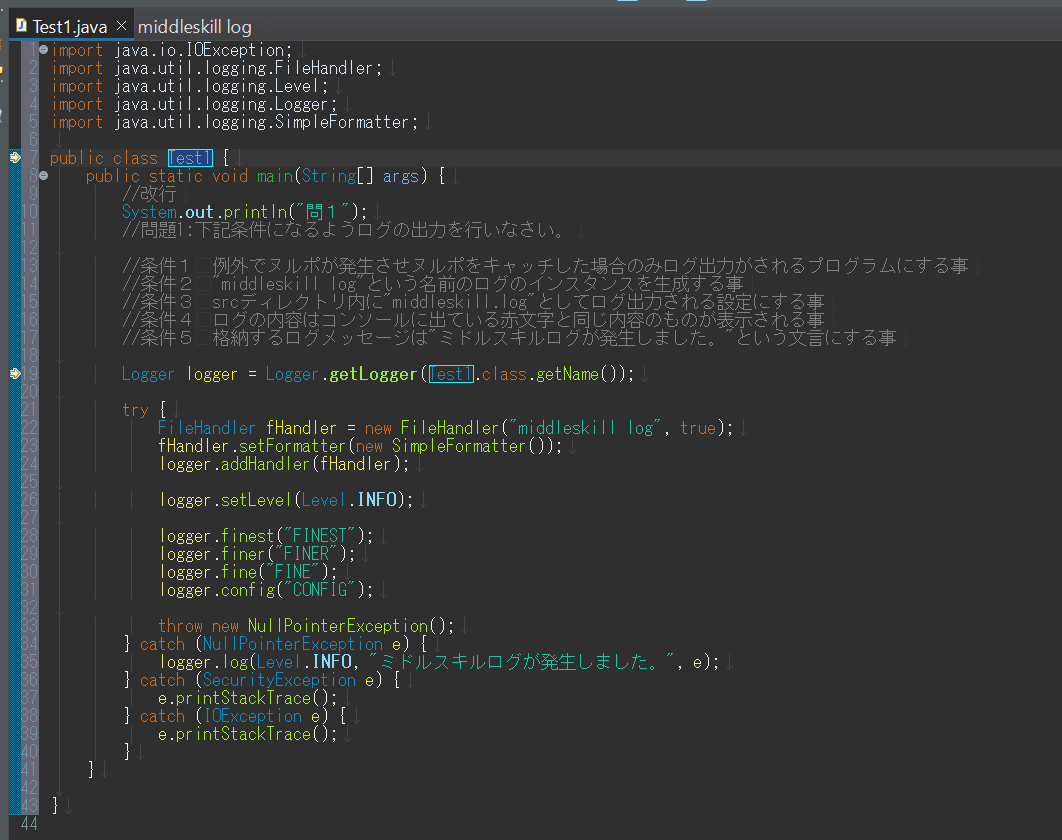 Test1.java × middleskill log
1 import java.io.IOException;
2 import java.util.logging.FileHandler;
3 import java.util.logging.Level;
4 import java.util.logging.Logger;
5 import java.util.logging.SimpleFormatter;
6
7 public class Test1 {
8 public static void main(String[] args) {
9 //改行
10 System.out.println("問１");
11 //問題1:下記条件になるようログの出力を行いなさい。
12
13 //条件１　例外でヌルポが発生させヌルポをキャッチした場合のみログ出力がされるプログラムにする事
14 //条件２　"middleskill log"という名前のログのインスタンスを生成する事
15 //条件３　srcディレクトリ内に"middleskill.log"としてログ出力される設定にする事
16 //条件４　ログの内容はコンソールに出ている赤文字と同じ内容のものが表示される事
17 //条件５　格納するログメッセージは"ミドルスキルログが発生しました。"という文言にする事
18
19 Logger logger = Logger.getLogger(Test1.class.getName());
20
21 try {
22 FileHandler fHandler = new FileHandler("middleskill log", true);
23 fHandler.setFormatter(new SimpleFormatter());
24 logger.addHandler(fHandler);
25
26 logger.setLevel(Level.INFO);
27
28 logger.finest("FINEST");
29 logger.finer("FINER");
30 logger.fine("FINE");
31 logger.config("CONFIG");
32
33 throw new NullPointerException();
34 } catch (NullPointerException e) {
35 logger.log(Level.INFO, "ミドルスキルログが発生しました。", e);
36 } catch (SecurityException e) {
37 e.printStackTrace();
38 } catch (IOException e) {
39 e.printStackTrace();
40 }
41 }
42
43 }
44